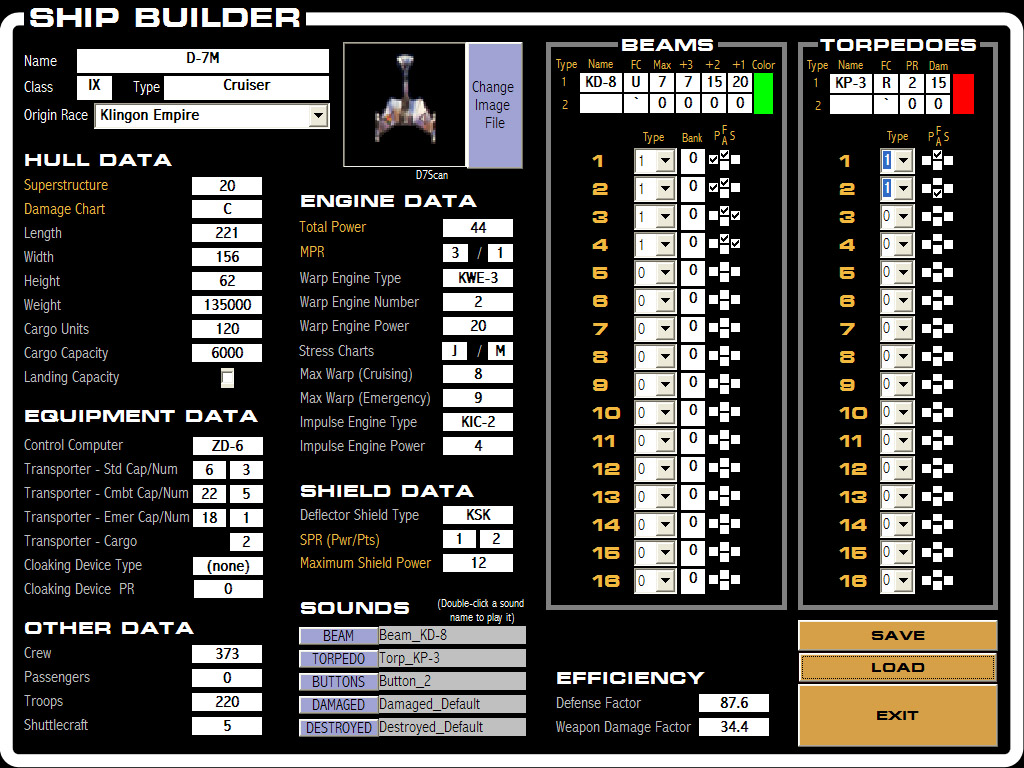 SHIP BUILDER
Name D-7M
Class IX Type Cruiser
Origin Race Klingon Empire
Change
Image
File
D7Scan
HULL DATA
Superstructure 20
Damage Chart C
Length 221
Width 156
Height 62
Weight 135000
Cargo Units 120
Cargo Capacity 6000
Landing Capacity
EQUIPMENT DATA
Control Computer ZD-6
Transporter - Std Cap/Num 6 3
Transporter - Cmbt Cap/Num 22 5
Transporter - Emer Cap/Num 18 1
Transporter - Cargo 2
Cloaking Device Type (none)
Cloaking Device PR 0
OTHER DATA
Crew 373
Passengers 0
Troops 220
Shuttlecraft 5
ENGINE DATA
Total Power 44
MPR 3 / 1
Warp Engine Type KWE-3
Warp Engine Number 2
Warp Engine Power 20
Stress Charts J / M
Max Warp (Cruising) 8
Max Warp (Emergency) 9
Impulse Engine Type KIC-2
Impulse Engine Power 4
SHIELD DATA
Deflector Shield Type KSK
SPR (Pwr/Pts) 1 2
Maximum Shield Power 12
SOUNDS (Double-click a sound
name to play it)
BEAM Beam_KD-8
TORPEDO Torp_KP-3
BUTTONS Button_2
DAMAGED Damaged_Default
DESTROYED Destroyed_Default
BEAMS
Type Name FC Max +3 +2 +1 Color
1 KD-8 U 7 7 15 20
2 ` 0 0 0 0
Type Bank P F A S
1 1 0
2 1 0
3 1 0
4 1 0
5 0 0
6 0 0
7 0 0
8 0 0
9 0 0
10 0 0
11 0 0
12 0 0
13 0 0
14 0 0
15 0 0
16 0 0
TORPEDOES
Type Name FC PR Dam
1 KP-3 R 2 15
2 ` 0 0
Type P F A S
1 1
2 1
3 0
4 0
5 0
6 0
7 0
8 0
9 0
10 0
11 0
12 0
13 0
14 0
15 0
16 0
EFFICIENCY
Defense Factor 87.6
Weapon Damage Factor 34.4
SAVE
LOAD
EXIT